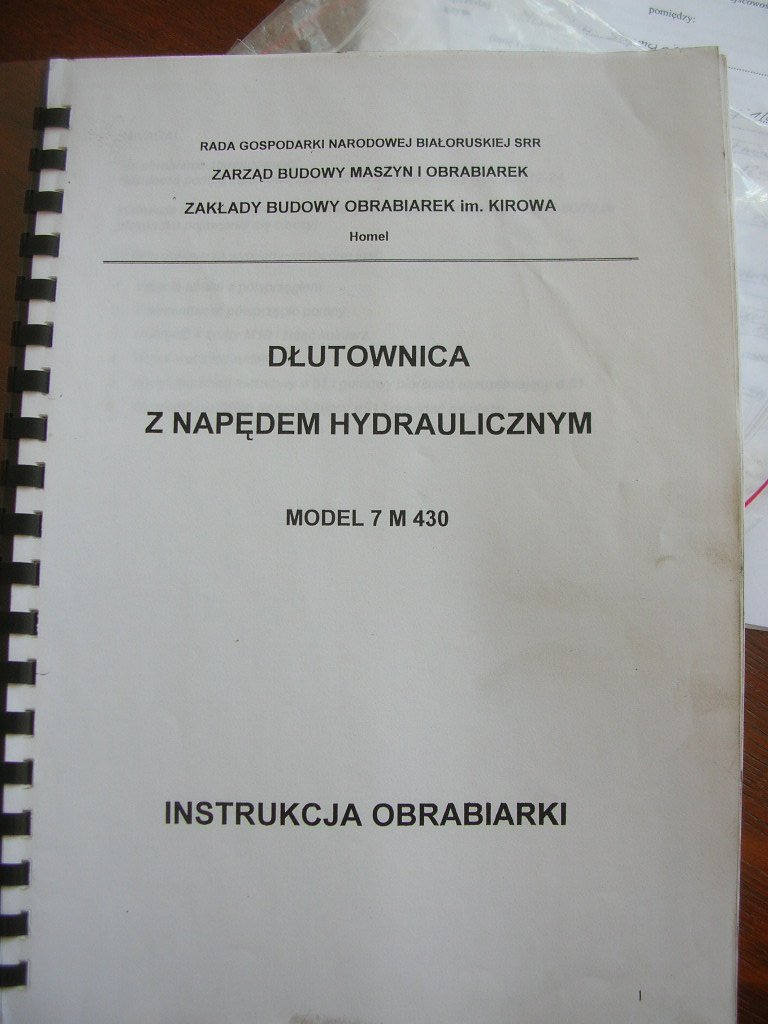 pomiędzy:
RADA GOSPODARKI NARODOWEJ BIAŁORUSKIEJ SRR
ZARZĄD BUDOWY MASZYN I OBRABIAREK
ZAKŁADY BUDOWY OBRABIAREK im. KIROWA
Homel
DŁUTOWNICA
Z NAPĘDEM HYDRAULICZNYM
MODEL 7 M 430
INSTRUKCJA OBRABIARKI